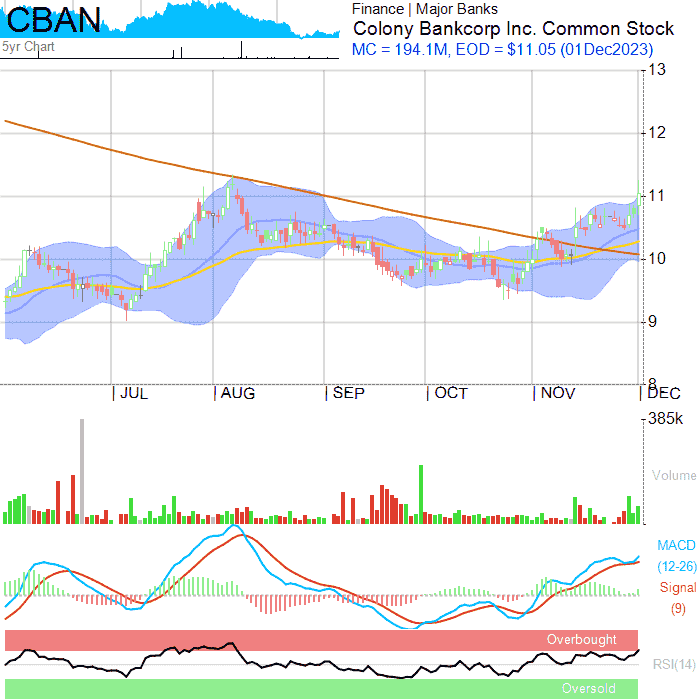 CBAN
5yr Chart
Finance | Major Banks
Colony Bankcorp Inc. Common Stock
MC = 194.1M, EOD = $11.05 (01Dec2023)
13
12
11
10
9
8
JUL AUG SEP OCT NOV DEC
385k
Volume
MACD
(12-26)
Signal
(9)
Overbought
RSI(14)
Oversold